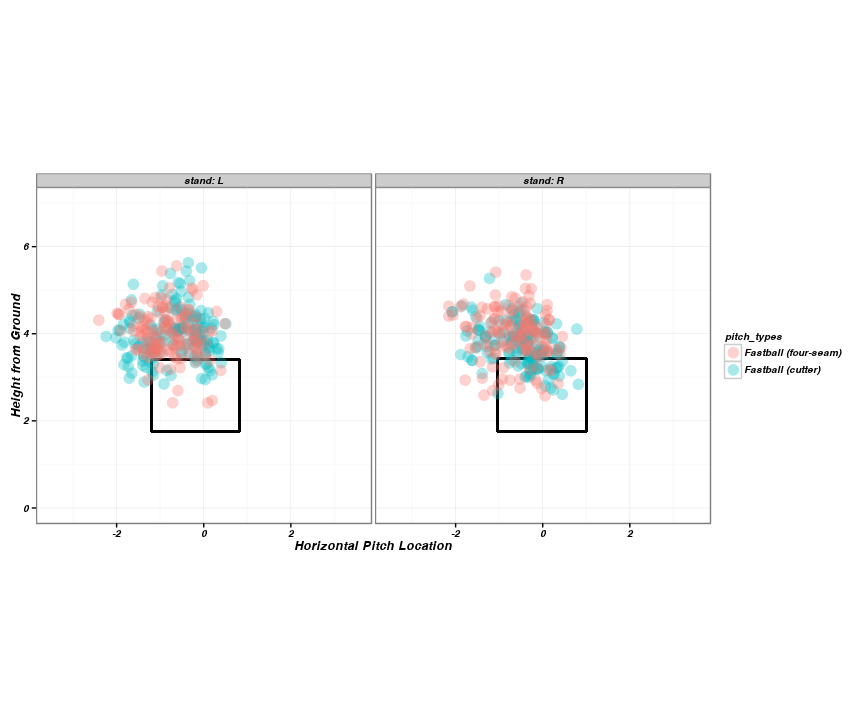 stand: L
stand: R
Height from Ground
6
4
2
0
-2
0
2
-2
0
2
Horizontal Pitch Location
pitch_types
Fastball (four-seam)
Fastball (cutter)